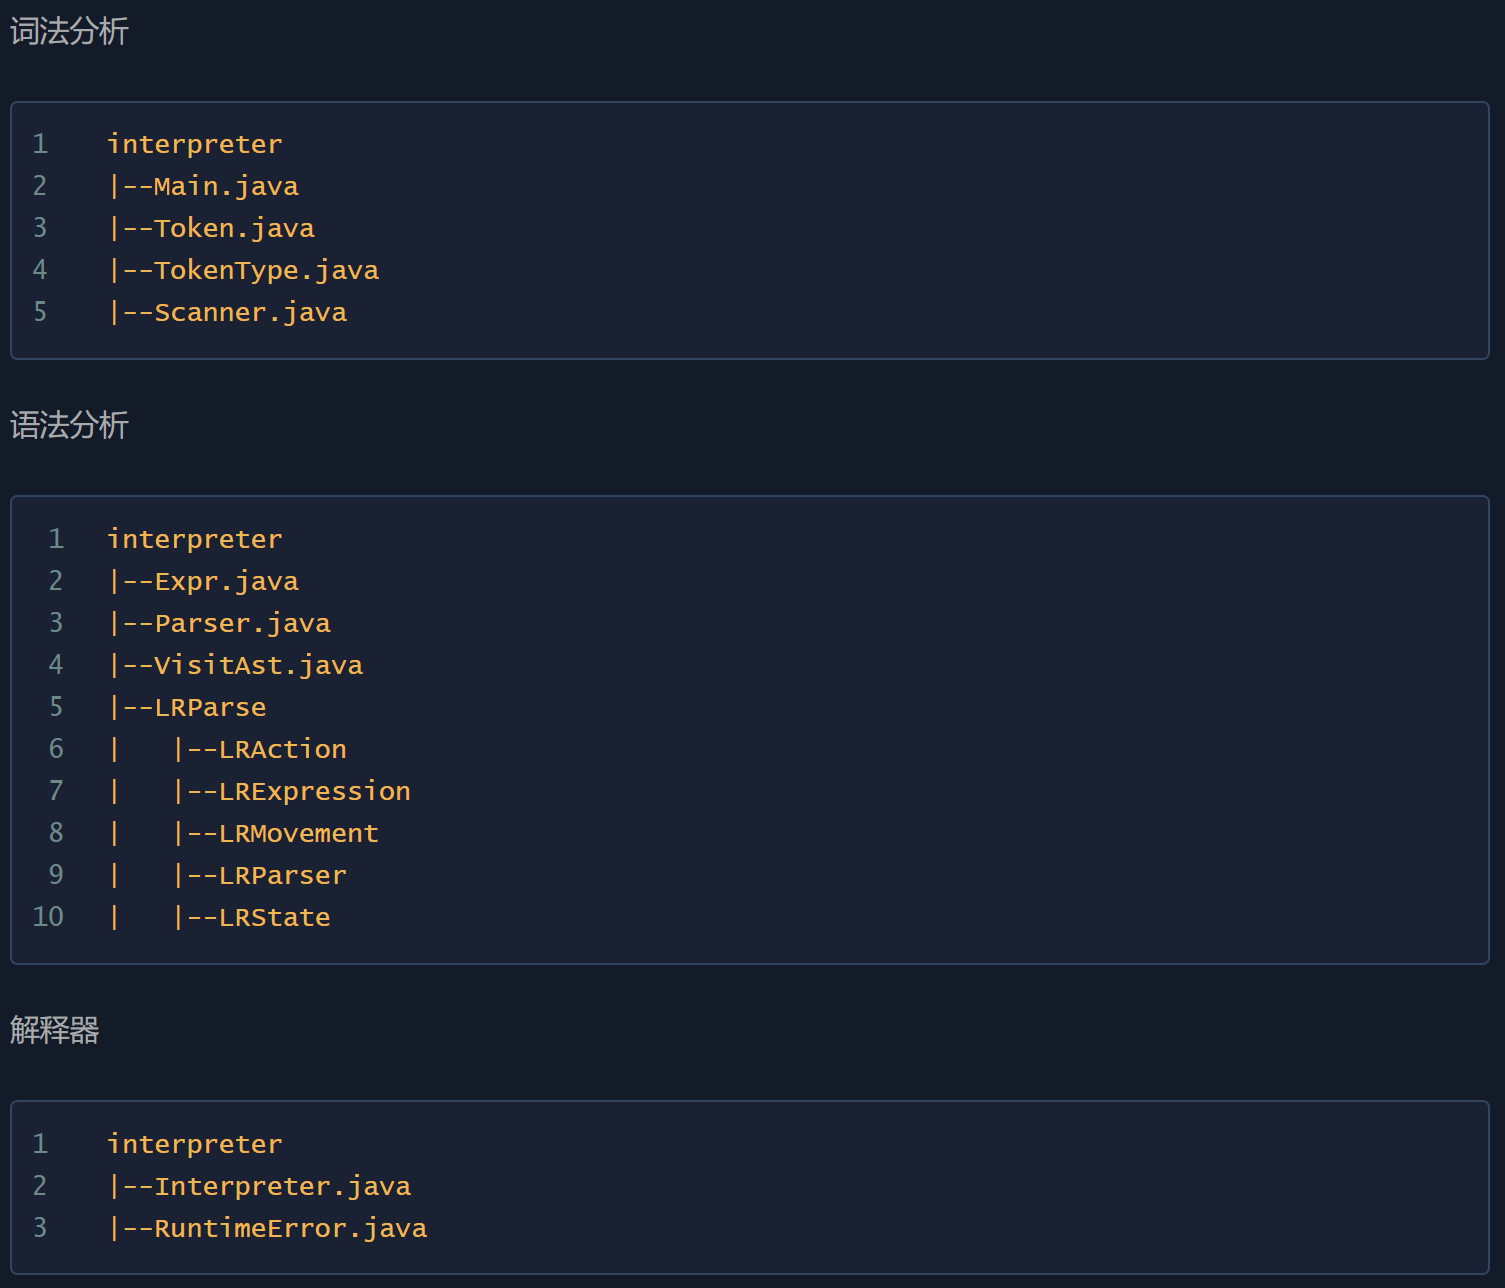 词法分析
1 interpreter
2 |--Main.java
3 |--Token.java
4 |--TokenType.java
5 |--Scanner.java
语法分析
1 interpreter
2 |--Expr.java
3 |--Parser.java
4 |--VisitAst.java
5 |--LRParse
6 |   |--LRAction
7 |   |--LRExpression
8 |   |--LRMovement
9 |   |--LRParser
10 |   |--LRState
解释器
1 interpreter
2 |--Interpreter.java
3 |--RuntimeError.java